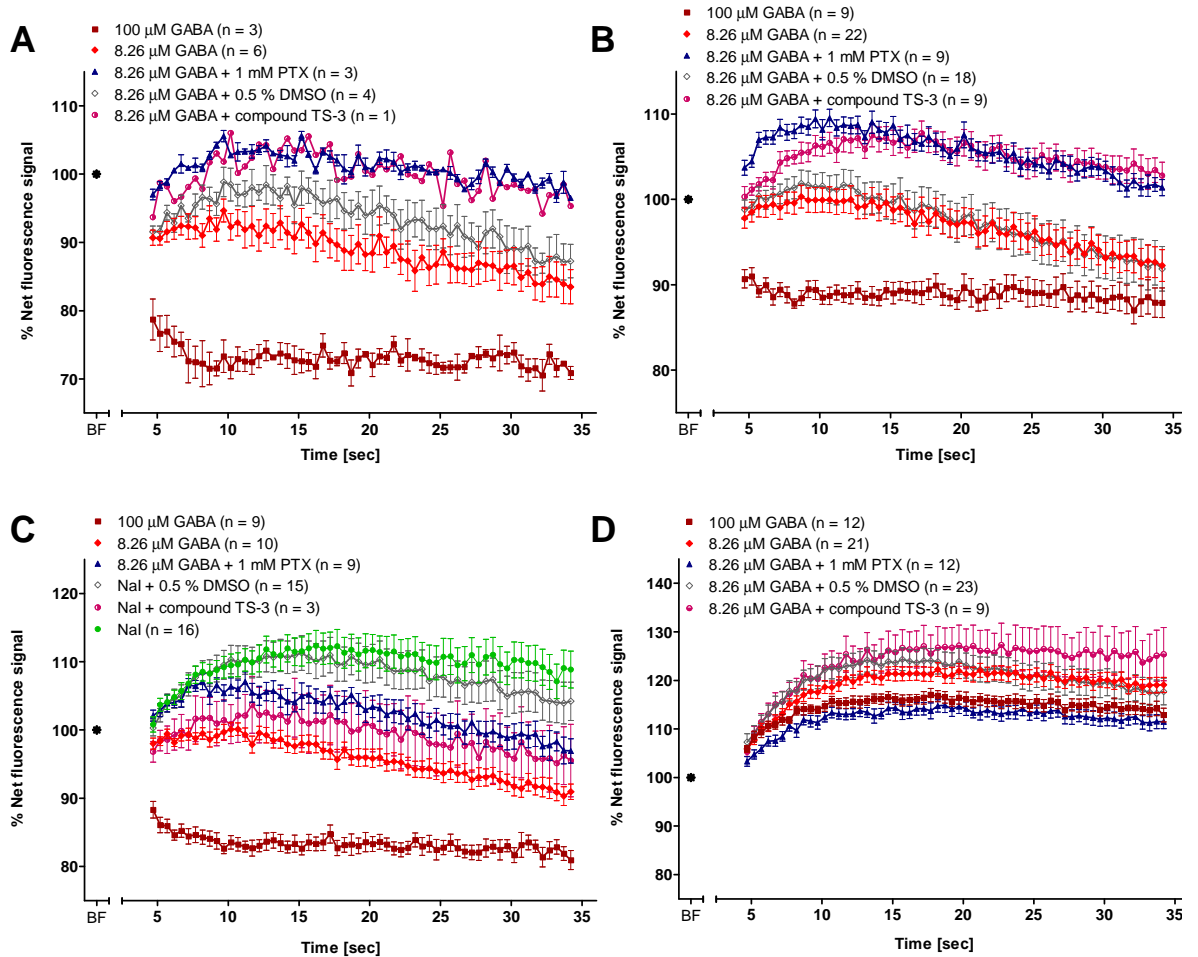 A
100 μM GABA (n = 3)
8.26 μM GABA (n = 6)
8.26 μM GABA + 1 mM PTX (n = 3)
8.26 μM GABA + 0.5 % DMSO (n = 4)
8.26 μM GABA + compound TS-3 (n = 1)
110
100
90
80
70
% Net fluorescence signal
BF
5
10
15
20
25
30
35
Time [sec]
B
100 μM GABA (n = 9)
8.26 μM GABA (n = 22)
8.26 μM GABA + 1 mM PTX (n = 9)
8.26 μM GABA + 0.5 % DMSO (n = 18)
8.26 μM GABA + compound TS-3 (n = 9)
110
100
90
80
% Net fluorescence signal
BF
5
10
15
20
25
30
35
Time [sec]
C
100 μM GABA (n = 9)
8.26 μM GABA (n = 10)
8.26 μM GABA + 1 mM PTX (n = 9)
NaI + 0.5 % DMSO (n = 15)
NaI + compound TS-3 (n = 3)
NaI (n = 16)
120
110
100
90
80
% Net fluorescence signal
BF
5
10
15
20
25
30
35
Time [sec]
D
100 μM GABA (n = 12)
8.26 μM GABA (n = 21)
8.26 μM GABA + 1 mM PTX (n = 12)
8.26 μM GABA + 0.5 % DMSO (n = 23)
8.26 μM GABA + compound TS-3 (n = 9)
140
130
120
110
100
90
80
% Net fluorescence signal
BF
5
10
15
20
25
30
35
Time [sec]